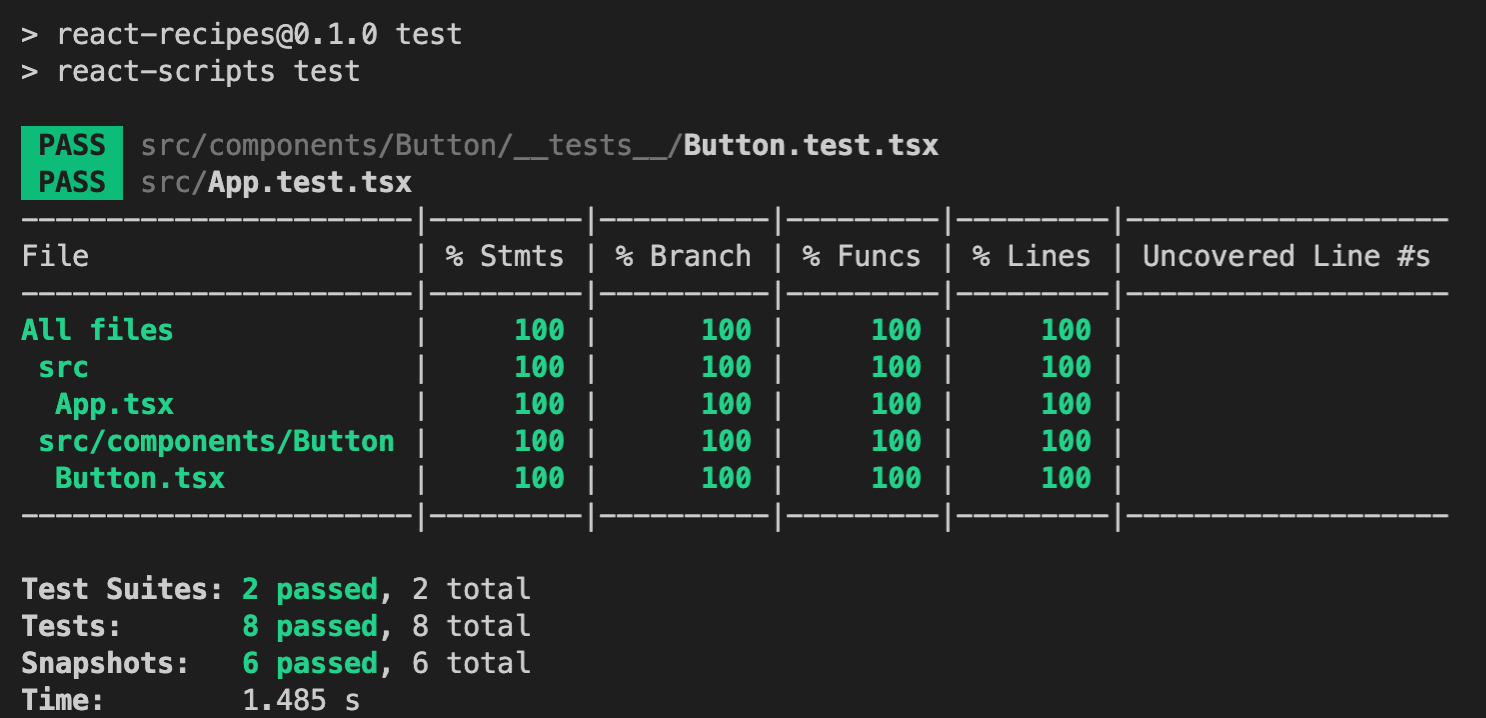 > react-recipes@0.1.0 test
> react-scripts test
PASS src/components/Button/__tests__/Button.test.tsx
PASS src/App.test.tsx
-----------------------|---------|----------|---------|---------|-------------------
File                   | % Stmts | % Branch | % Funcs | % Lines | Uncovered Line #s
-----------------------|---------|----------|---------|---------|-------------------
All files              |     100 |      100 |     100 |     100 |
 src                   |     100 |      100 |     100 |     100 |
  App.tsx              |     100 |      100 |     100 |     100 |
 src/components/Button |     100 |      100 |     100 |     100 |
  Button.tsx           |     100 |      100 |     100 |     100 |
-----------------------|---------|----------|---------|---------|-------------------
Test Suites: 2 passed, 2 total
Tests:       8 passed, 8 total
Snapshots:   6 passed, 6 total
Time:        1.485 s